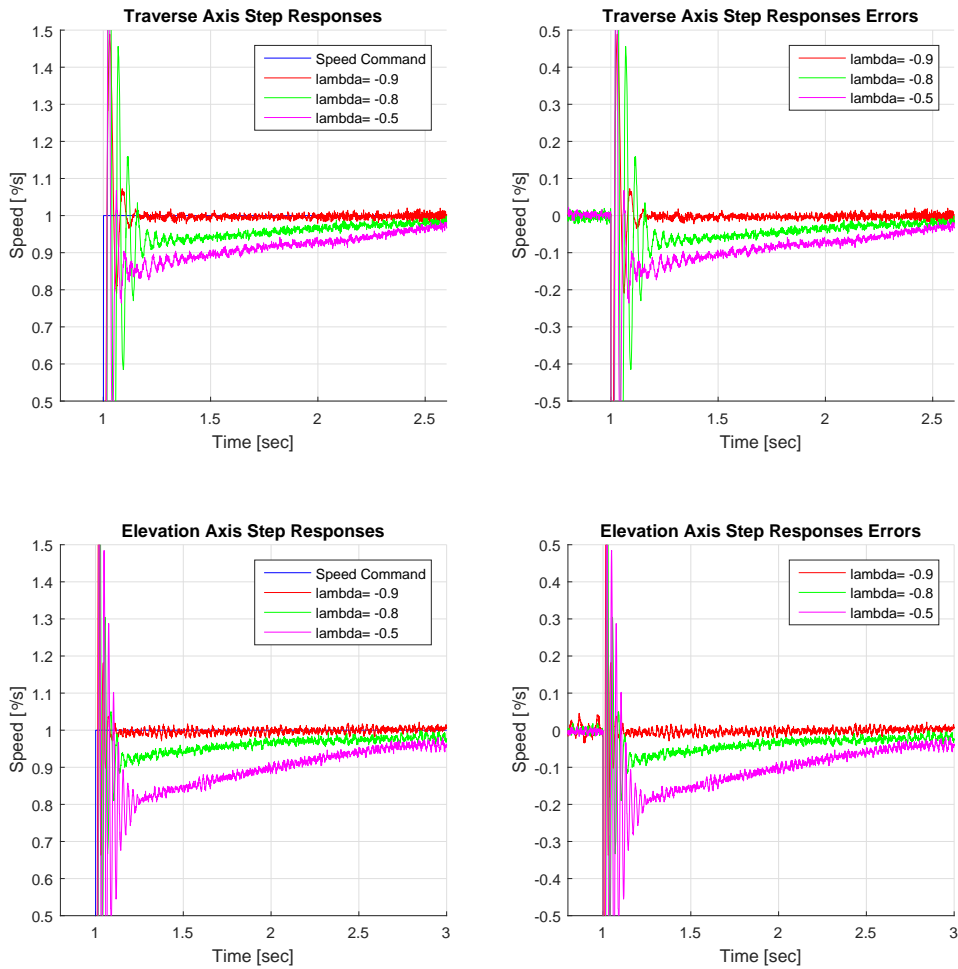 Traverse Axis Step Responses
Speed [º/s]
1.5
1.4
1.3
1.2
1.1
1
0.9
0.8
0.7
0.6
0.5
Speed Command
lambda= -0.9
lambda= -0.8
lambda= -0.5
1
1.5
2
2.5
Time [sec]
Traverse Axis Step Responses Errors
Speed [º/s]
0.5
0.4
0.3
0.2
0.1
0
-0.1
-0.2
-0.3
-0.4
-0.5
lambda= -0.9
lambda= -0.8
lambda= -0.5
1
1.5
2
2.5
Time [sec]
Elevation Axis Step Responses
Speed [º/s]
1.5
1.4
1.3
1.2
1.1
1
0.9
0.8
0.7
0.6
0.5
Speed Command
lambda= -0.9
lambda= -0.8
lambda= -0.5
1
1.5
2
2.5
3
Time [sec]
Elevation Axis Step Responses Errors
Speed [º/s]
0.5
0.4
0.3
0.2
0.1
0
-0.1
-0.2
-0.3
-0.4
-0.5
lambda= -0.9
lambda= -0.8
lambda= -0.5
1
1.5
2
2.5
3
Time [sec]